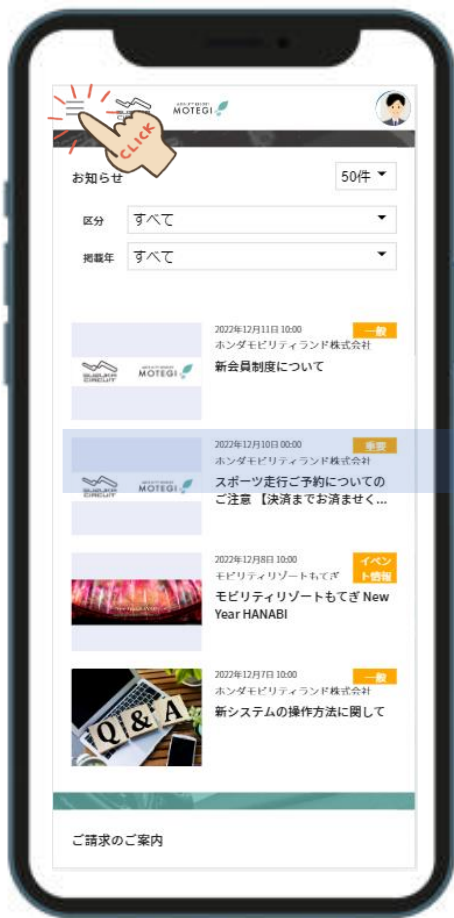 MOTEGI
CLICK
お知らせ
50件
区分 すべて
掲載年 すべて
2022年12月11日 10:00 一般
ホンダモビリティランド株式会社
新会員制度について
SUZUKA CIRCUIT
MOTEGI
2022年12月10日 00:00 重要
ホンダモビリティランド株式会社
スポーツ走行ご予約についての
ご注意 【決済までお済ませく...
SUZUKA CIRCUIT
MOTEGI
2022年12月8日 10:00 イベント情報
モビリティリゾートもてぎ
モビリティリゾートもてぎ New
Year HANABI
2022年12月7日 10:00 一般
ホンダモビリティランド株式会社
新システムの操作方法に関して
Q & A
ご請求のご案内